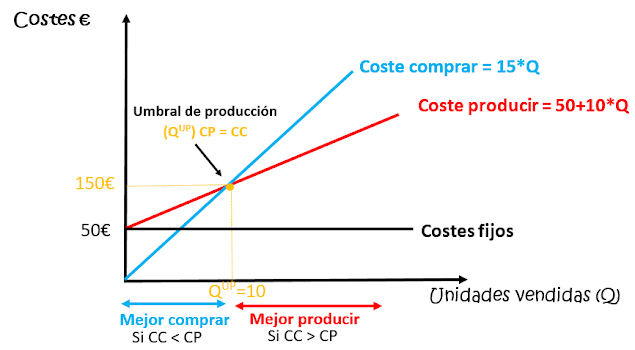 Costes €
Coste comprar = 15*Q
Coste producir = 50+10*Q
Umbral de producción
(Q^UP) CP = CC
150€
50€
Costes fijos
Q^UP=10
Unidades vendidas (Q)
Mejor comprar
Si CC < CP
Mejor producir
Si CC > CP